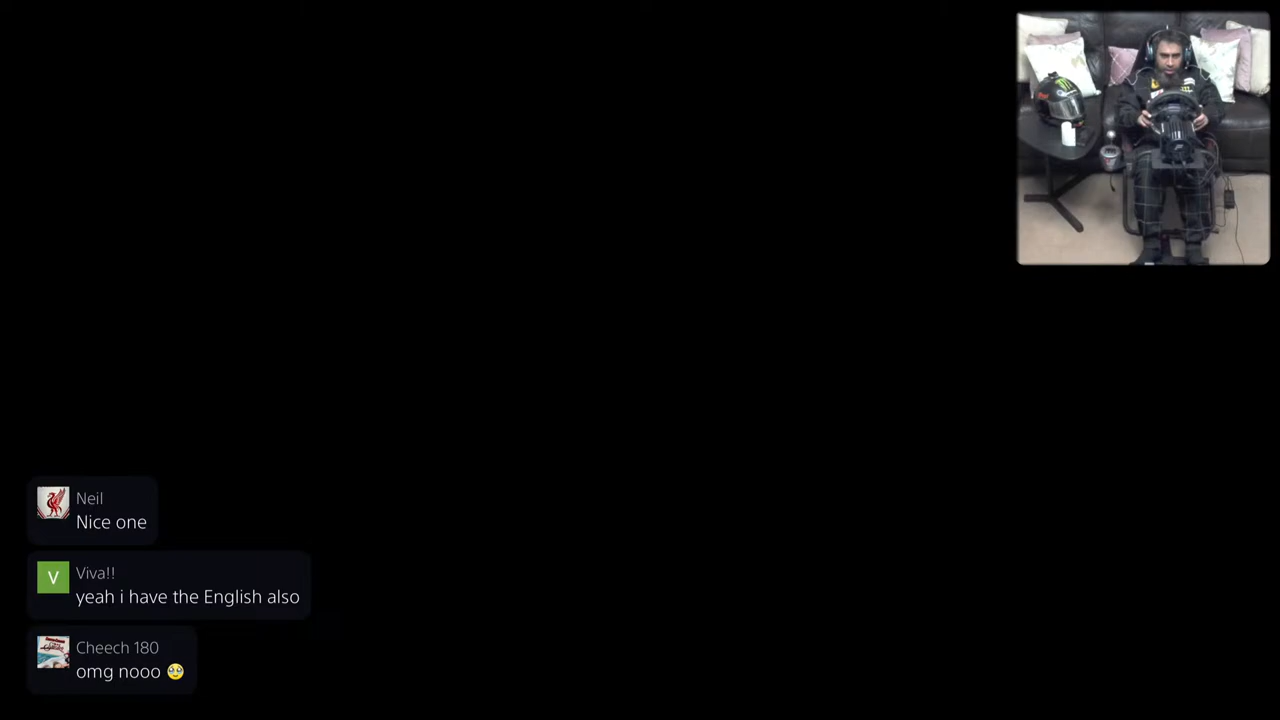 Neil
Nice one
V
Viva!!
yeah i have the English also
Cheech 180
omg nooo 🥹